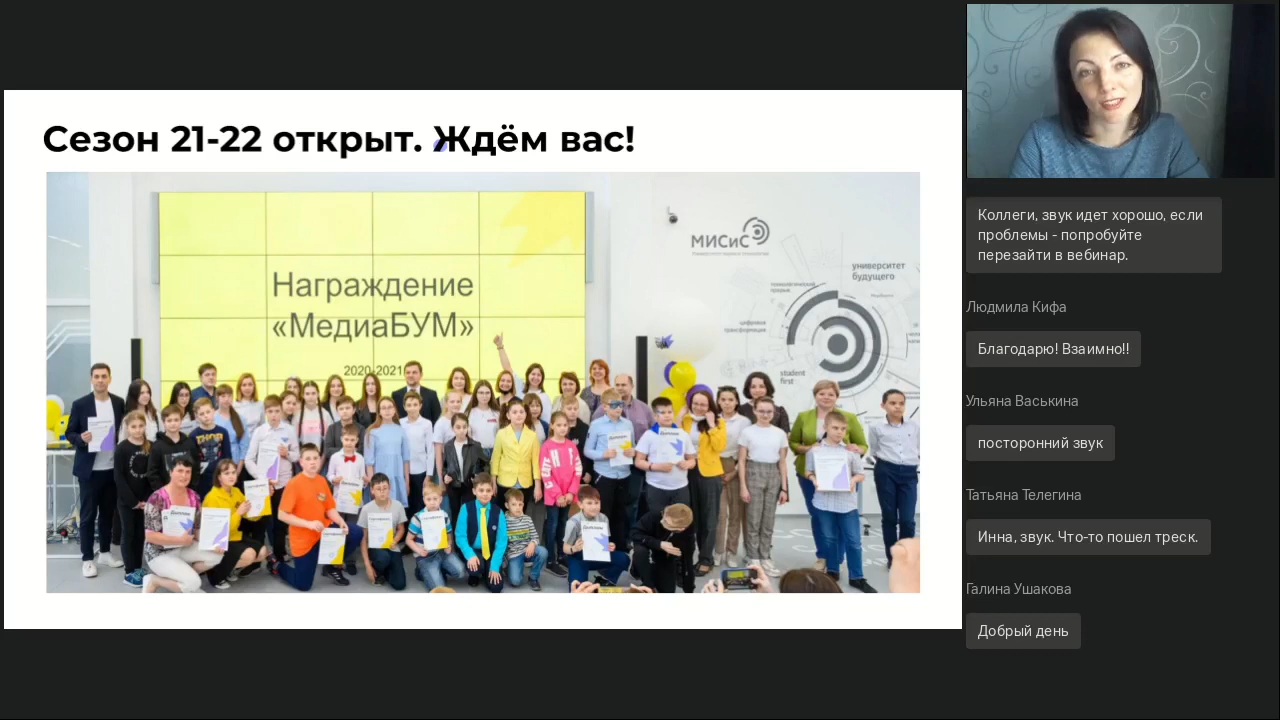 Сезон 21-22 открыт. Ждём вас!
МИСиС
Награждение
«МедиаБУМ»
2020-2021
университет
будущего
цифровая
трансформация
student
first
Коллеги, звук идет хорошо, если
проблемы - попробуйте
перезайти в вебинар.
Людмила Кифа
Благодарю! Взаимно!!
Ульяна Васькина
посторонний звук
Татьяна Телегина
Инна, звук. Что-то пошел треск.
Галина Ушакова
Добрый день